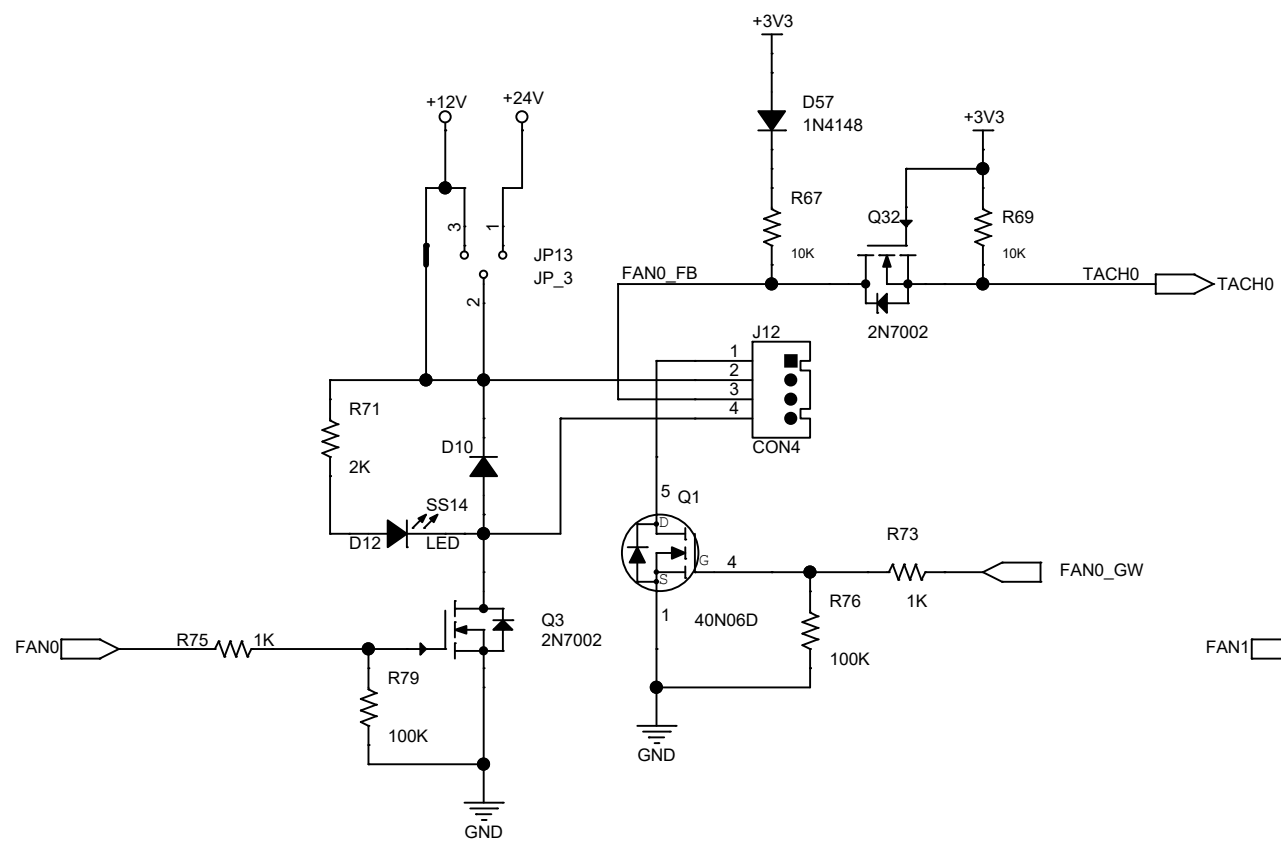 +3V3
D57
1N4148
+12V
+24V
+3V3
R67
10K
Q32
R69
10K
3
1
JP13
JP_3
2
FAN0_FB
TACH0
TACH0
2N7002
J12
1
2
3
4
CON4
R71
2K
D10
SS14
D12
LED
5
Q1
D
G
S
4
1
40N06D
R73
1K
FAN0_GW
R76
100K
Q3
2N7002
FAN0
R75
1K
R79
100K
FAN1
GND
GND